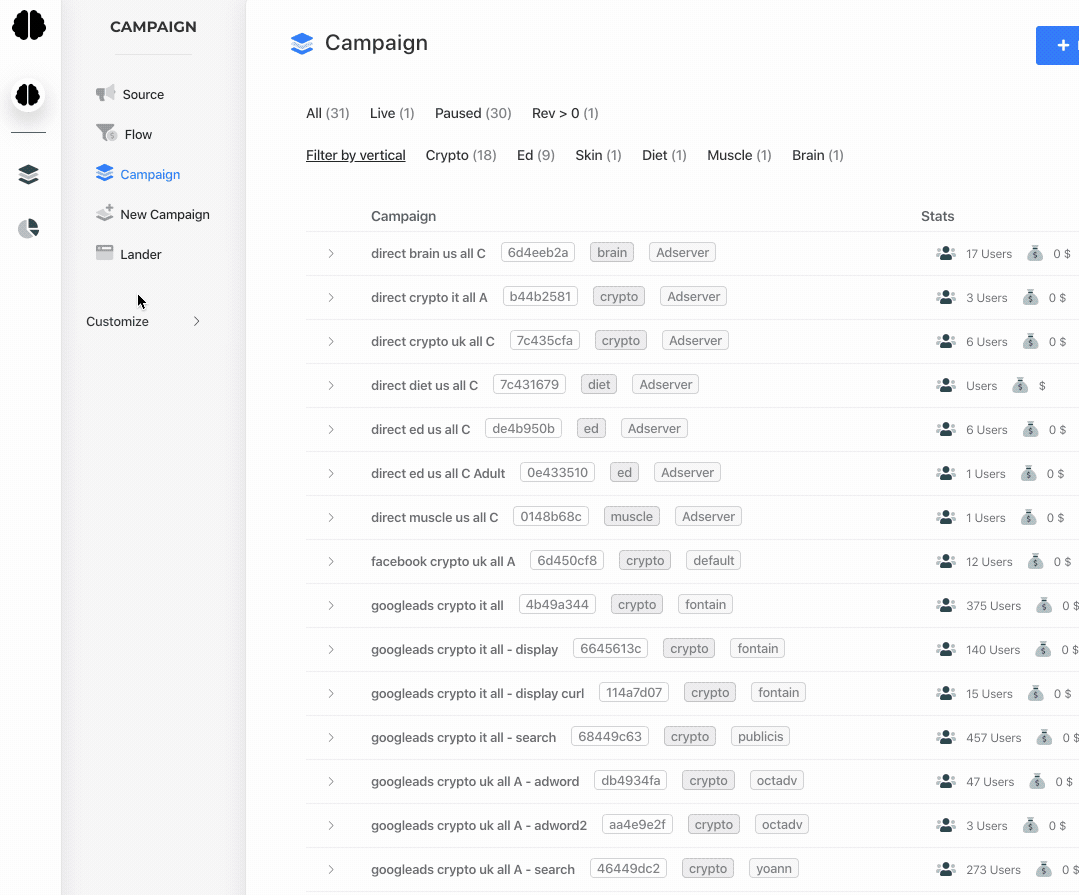 CAMPAIGN
Source
Flow
Campaign
New Campaign
Lander
Customize
Campaign
+
All (31) Live (1) Paused (30) Rev > 0 (1)
Filter by vertical Crypto (18) Ed (9) Skin (1) Diet (1) Muscle (1) Brain (1)
Campaign Stats
direct brain us all C 6d4eeb2a brain Adserver 17 Users 0 $
direct crypto it all A b44b2581 crypto Adserver 3 Users 0 $
direct crypto uk all C 7c435cfa crypto Adserver 6 Users 0 $
direct diet us all C 7c431679 diet Adserver Users $
direct ed us all C de4b950b ed Adserver 6 Users 0 $
direct ed us all C Adult 0e433510 ed Adserver 1 Users 0 $
direct muscle us all C 0148b68c muscle Adserver 1 Users 0 $
facebook crypto uk all A 6d450cf8 crypto default 12 Users 0 $
googleads crypto it all 4b49a344 crypto fontain 375 Users 0 $
googleads crypto it all - display 6645613c crypto fontain 140 Users 0 $
googleads crypto it all - display curl 114a7d07 crypto fontain 15 Users 0 $
googleads crypto it all - search 68449c63 crypto publicis 457 Users 0 $
googleads crypto uk all A - adword db4934fa crypto octadv 47 Users 0 $
googleads crypto uk all A - adword2 aa4e9e2f crypto octadv 3 Users 0 $
googleads crypto uk all A - search 46449dc2 crypto yoann 273 Users 0 $